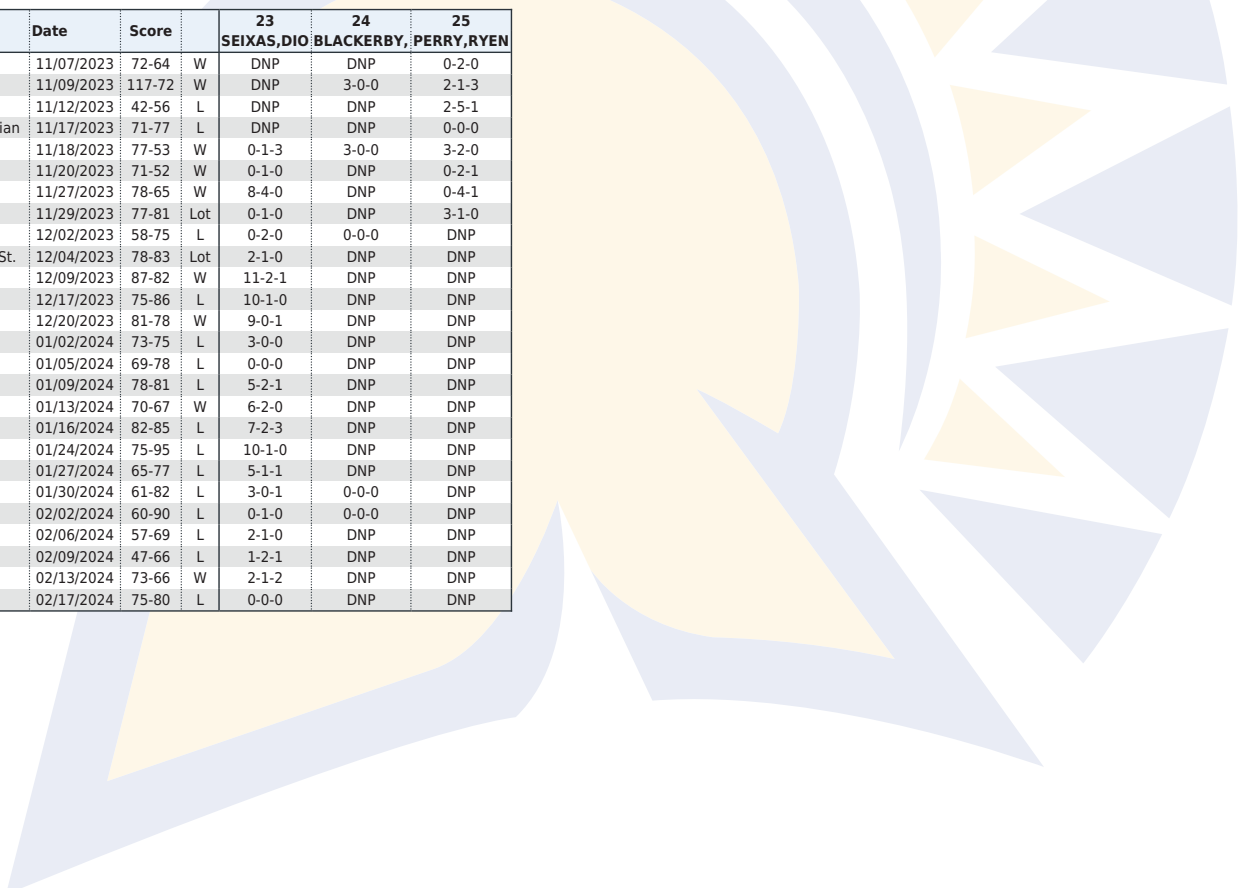 Date Score 23 SEIXAS,DIO 24 BLACKERBY, 25 PERRY,RYEN
11/07/2023 72-64 W DNP DNP 0-2-0
11/09/2023 117-72 W DNP 3-0-0 2-1-3
11/12/2023 42-56 L DNP DNP 2-5-1
ian 11/17/2023 71-77 L DNP DNP 0-0-0
11/18/2023 77-53 W 0-1-3 3-0-0 3-2-0
11/20/2023 71-52 W 0-1-0 DNP 0-2-1
11/27/2023 78-65 W 8-4-0 DNP 0-4-1
11/29/2023 77-81 Lot 0-1-0 DNP 3-1-0
12/02/2023 58-75 L 0-2-0 0-0-0 DNP
St. 12/04/2023 78-83 Lot 2-1-0 DNP DNP
12/09/2023 87-82 W 11-2-1 DNP DNP
12/17/2023 75-86 L 10-1-0 DNP DNP
12/20/2023 81-78 W 9-0-1 DNP DNP
01/02/2024 73-75 L 3-0-0 DNP DNP
01/05/2024 69-78 L 0-0-0 DNP DNP
01/09/2024 78-81 L 5-2-1 DNP DNP
01/13/2024 70-67 W 6-2-0 DNP DNP
01/16/2024 82-85 L 7-2-3 DNP DNP
01/24/2024 75-95 L 10-1-0 DNP DNP
01/27/2024 65-77 L 5-1-1 DNP DNP
01/30/2024 61-82 L 3-0-1 0-0-0 DNP
02/02/2024 60-90 L 0-1-0 0-0-0 DNP
02/06/2024 57-69 L 2-1-0 DNP DNP
02/09/2024 47-66 L 1-2-1 DNP DNP
02/13/2024 73-66 W 2-1-2 DNP DNP
02/17/2024 75-80 L 0-0-0 DNP DNP